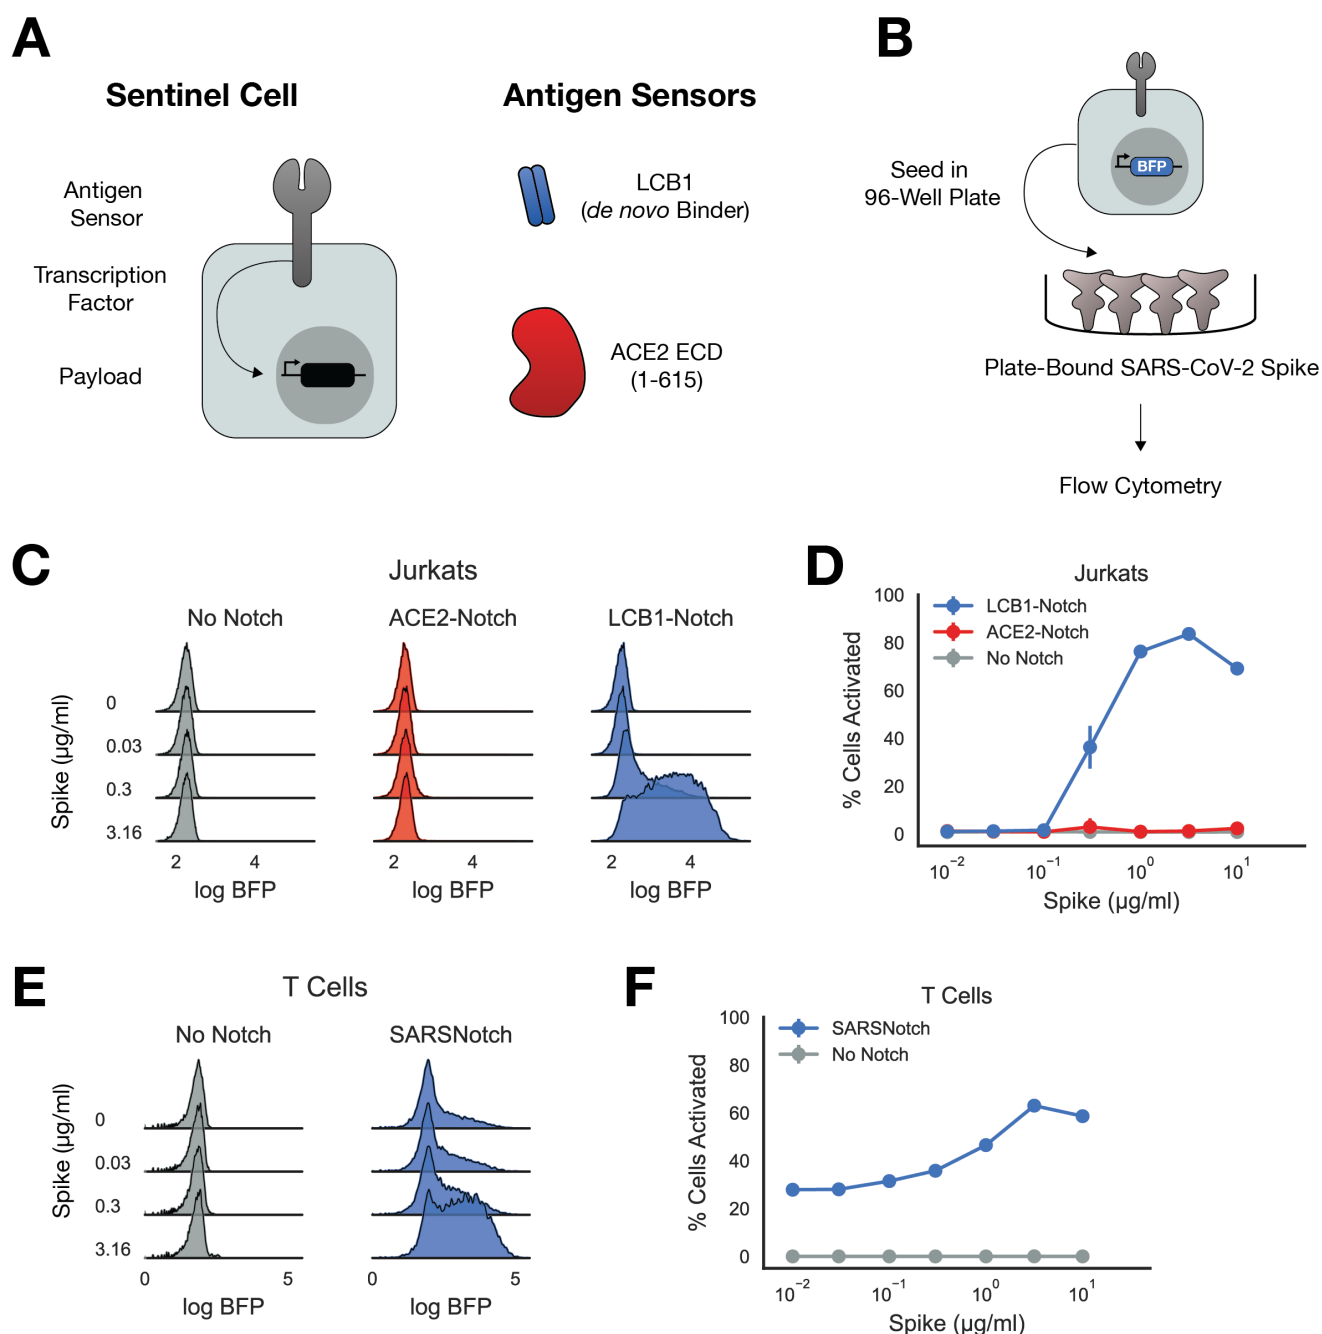 A
Sentinel Cell
Antigen
Sensor
Transcription
Factor
Payload
Antigen Sensors
LCB1
(de novo Binder)
ACE2 ECD
(1-615)
B
BFP
Seed in
96-Well Plate
Plate-Bound SARS-CoV-2 Spike
Flow Cytometry
C
Jurkats
No Notch
ACE2-Notch
LCB1-Notch
Spike (µg/ml)
0
0.03
0.3
3.16
2 4
2 4
2 4
log BFP
log BFP
log BFP
D
Jurkats
LCB1-Notch
ACE2-Notch
No Notch
% Cells Activated
100
80
60
40
20
0
10−2 10−1 100 101
Spike (µg/ml)
E
T Cells
No Notch
SARSNotch
Spike (µg/ml)
0
0.03
0.3
3.16
0 5
0 5
log BFP
log BFP
F
T Cells
SARSNotch
No Notch
% Cells Activated
100
80
60
40
20
0
10−2 10−1 100 101
Spike (µg/ml)